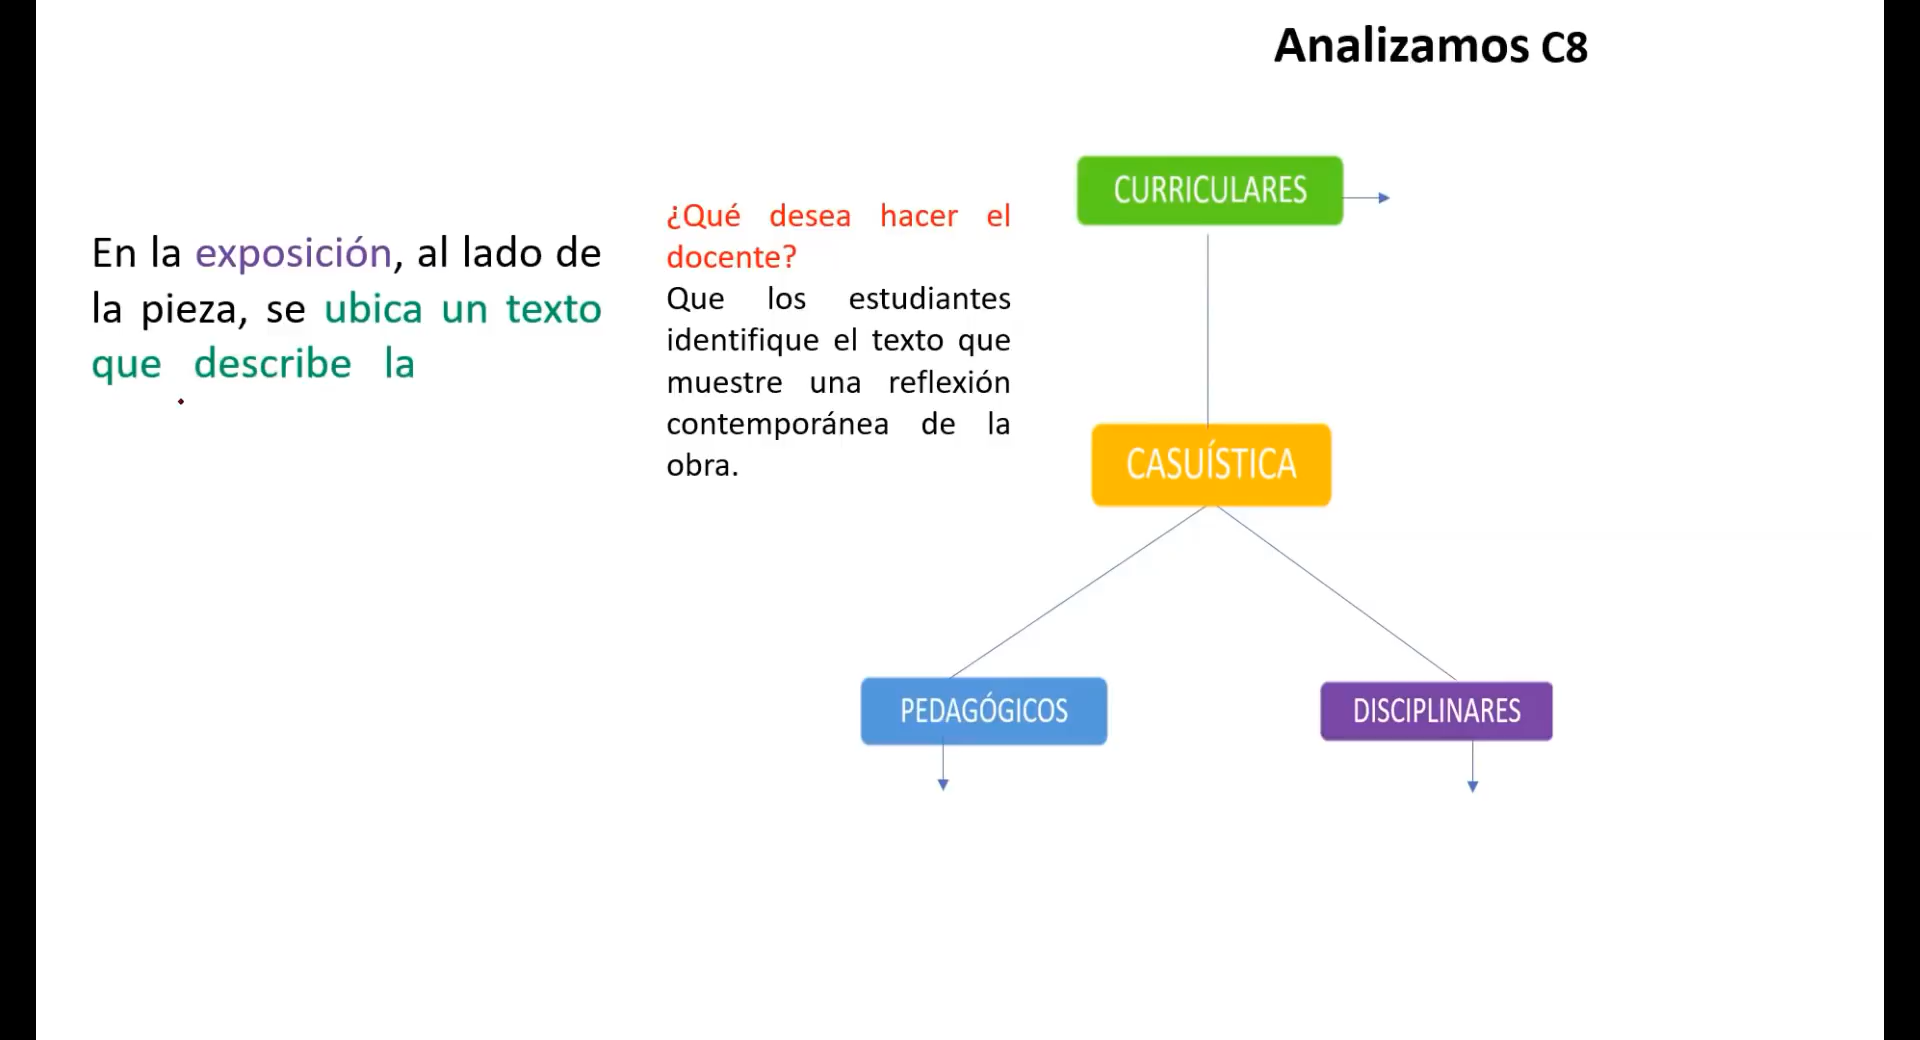 Analizamos C8
En la exposición, al lado de
la pieza, se ubica un texto
que describe la
¿Qué desea hacer el
docente?
Que los estudiantes
identifique el texto que
muestre una reflexión
contemporánea de la
obra.
CURRICULARES
CASUÍSTICA
PEDAGÓGICOS
DISCIPLINARES